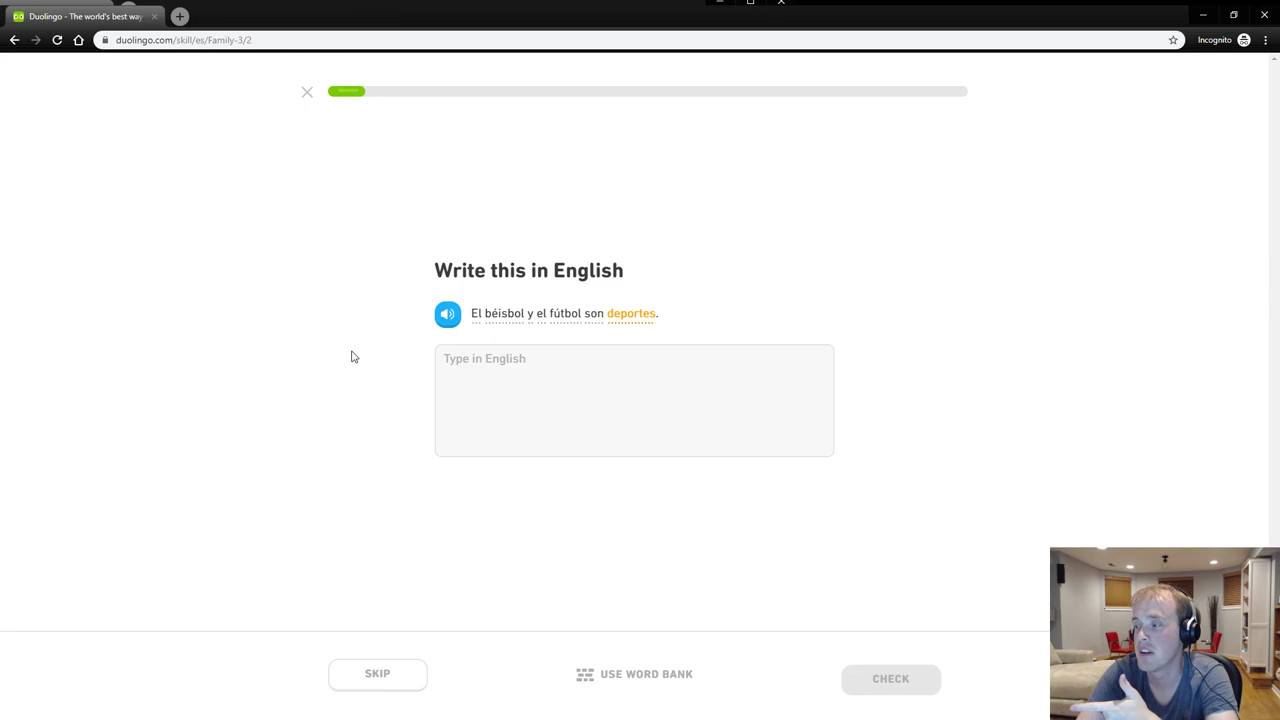 Duolingo - The world's best way
duolingo.com/skill/es/Family-3/2
Incognito
Write this in English
El béisbol y el fútbol son deportes.
Type in English
SKIP
USE WORD BANK
CHECK